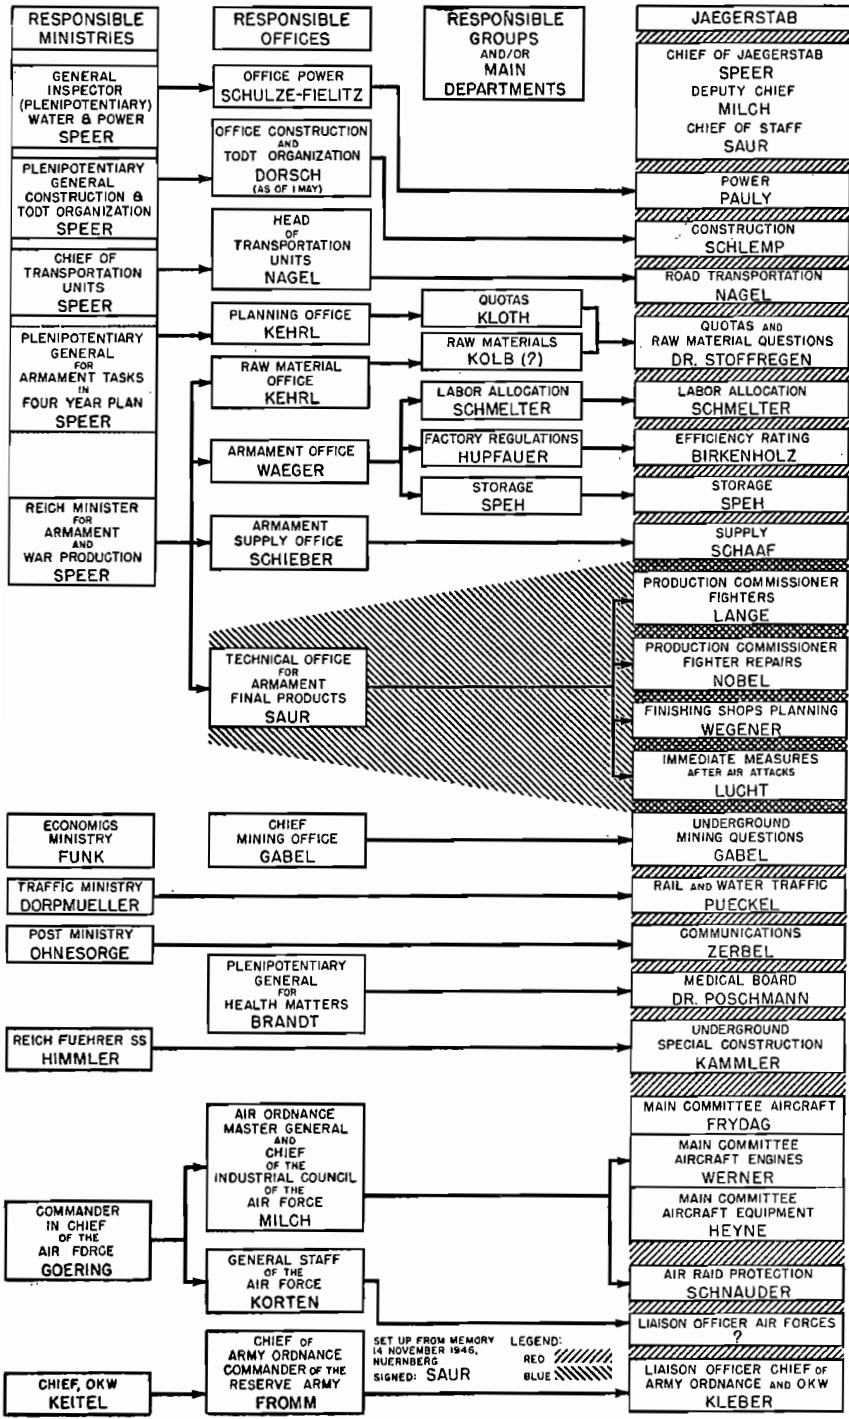 RESPONSIBLE
MINISTRIES
RESPONSIBLE
OFFICES
RESPONSIBLE
GROUPS
AND/OR
MAIN
DEPARTMENTS
JAEGERSTAB
GENERAL
INSPECTOR
(PLENIPOTENTIARY)
WATER & POWER
SPEER
PLENIPOTENTIARY
GENERAL
CONSTRUCTION &
TODT ORGANIZATION
SPEER
CHIEF OF
TRANSPORTATION
UNITS
SPEER
PLENIPOTENTIARY
GENERAL
FOR
ARMAMENT TASKS
IN
FOUR YEAR PLAN
SPEER
REICH MINISTER
FOR
ARMAMENT
AND
WAR PRODUCTION
SPEER
OFFICE POWER
SCHULZE-FIELITZ
OFFICE CONSTRUCTION
AND
TODT ORGANIZATION
DORSCH
(AS OF 1 MAY)
HEAD
OF
TRANSPORTATION
UNITS
NAGEL
PLANNING OFFICE
KEHRL
RAW MATERIAL
OFFICE
KEHRL
ARMAMENT OFFICE
WAEGER
ARMAMENT
SUPPLY OFFICE
SCHIEBER
TECHNICAL OFFICE
FOR
ARMAMENT
FINAL PRODUCTS
SAUR
QUOTAS
KLOTH
RAW MATERIALS
KOLB (?)
LABOR ALLOCATION
SCHMELTER
FACTORY REGULATIONS
HUPFAUER
STORAGE
SPEH
CHIEF OF JAEGERSTAB
SPEER
DEPUTY CHIEF
MILCH
CHIEF OF STAFF
SAUR
POWER
PAULY
CONSTRUCTION
SCHLEMP
ROAD TRANSPORTATION
NAGEL
QUOTAS AND
RAW MATERIAL QUESTIONS
DR. STOFFREGEN
LABOR ALLOCATION
SCHMELTER
EFFICIENCY RATING
BIRKENHOLZ
STORAGE
SPEH
SUPPLY
SCHAAF
PRODUCTION COMMISSIONER
FIGHTERS
LANGE
PRODUCTION COMMISSIONER
FIGHTER REPAIRS
NOBEL
FINISHING SHOPS PLANNING
WEGENER
IMMEDIATE MEASURES
AFTER AIR ATTACKS
LUCHT
ECONOMICS
MINISTRY
FUNK
CHIEF
MINING OFFICE
GABEL
UNDERGROUND
MINING QUESTIONS
GABEL
TRAFFIC MINISTRY
DORPMUELLER
RAIL AND WATER TRAFFIC
PUECKEL
POST MINISTRY
OHNESORGE
COMMUNICATIONS
ZERBEL
PLENIPOTENTIARY
GENERAL
FOR
HEALTH MATTERS
BRANDT
MEDICAL BOARD
DR. POSCHMANN
REICH FUEHRER SS
HIMMLER
UNDERGROUND
SPECIAL CONSTRUCTION
KAMMLER
COMMANDER
IN CHIEF
OF THE
AIR FORCE
GOERING
AIR ORDNANCE
MASTER GENERAL
AND
CHIEF
OF THE
INDUSTRIAL COUNCIL
OF THE
AIR FORCE
MILCH
GENERAL STAFF
OF THE
AIR FORCE
KORTEN
MAIN COMMITTEE AIRCRAFT
FRYDAG
MAIN COMMITTEE
AIRCRAFT ENGINES
WERNER
MAIN COMMITTEE
AIRCRAFT EQUIPMENT
HEYNE
AIR RAID PROTECTION
SCHNAUDER
LIAISON OFFICER AIR FORCES
?
CHIEF, OKW
KEITEL
CHIEF OF
ARMY ORDNANCE
COMMANDER OF THE
RESERVE ARMY
FROMM
SET UP FROM MEMORY
14 NOVEMBER 1946,
NUERNBERG
SIGNED: SAUR
LEGEND:
RED
BLUE
LIAISON OFFICER CHIEF OF
ARMY ORDNANCE AND OKW
KLEBER